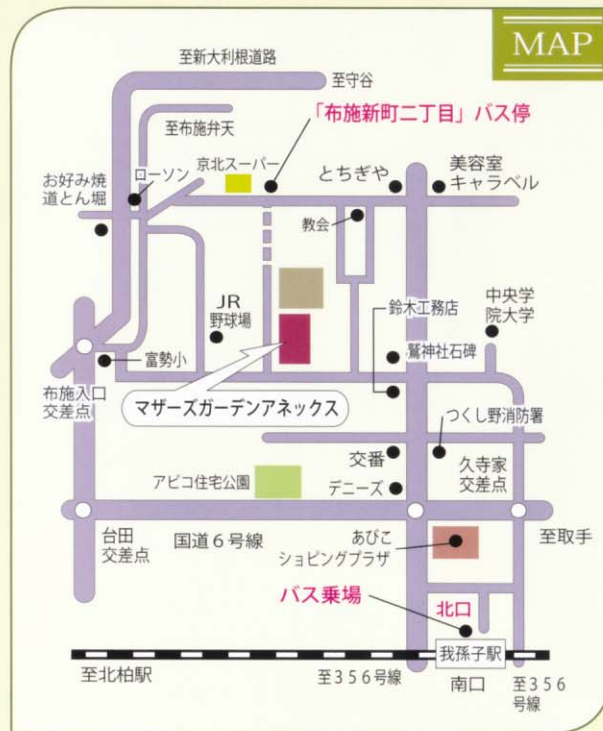 MAP
至新大利根道路
至守谷
至布施弁天
「布施新町二丁目」バス停
京北スーパー
とちぎや
美容室
キャラベル
お好み焼
道とん堀
ローソン
教会
JR
野球場
鈴木工務店
中央学
院大学
鷲神社石碑
富勢小
布施入口
交差点
マザーズガーデンアネックス
つくし野消防署
交番
久寺家
交差点
アビコ住宅公園
デニーズ
台田
交差点
国道6号線
あびこ
ショピングプラザ
至取手
バス乗場
北口
我孫子駅
至北柏駅
至356号線
南口
至356
号線